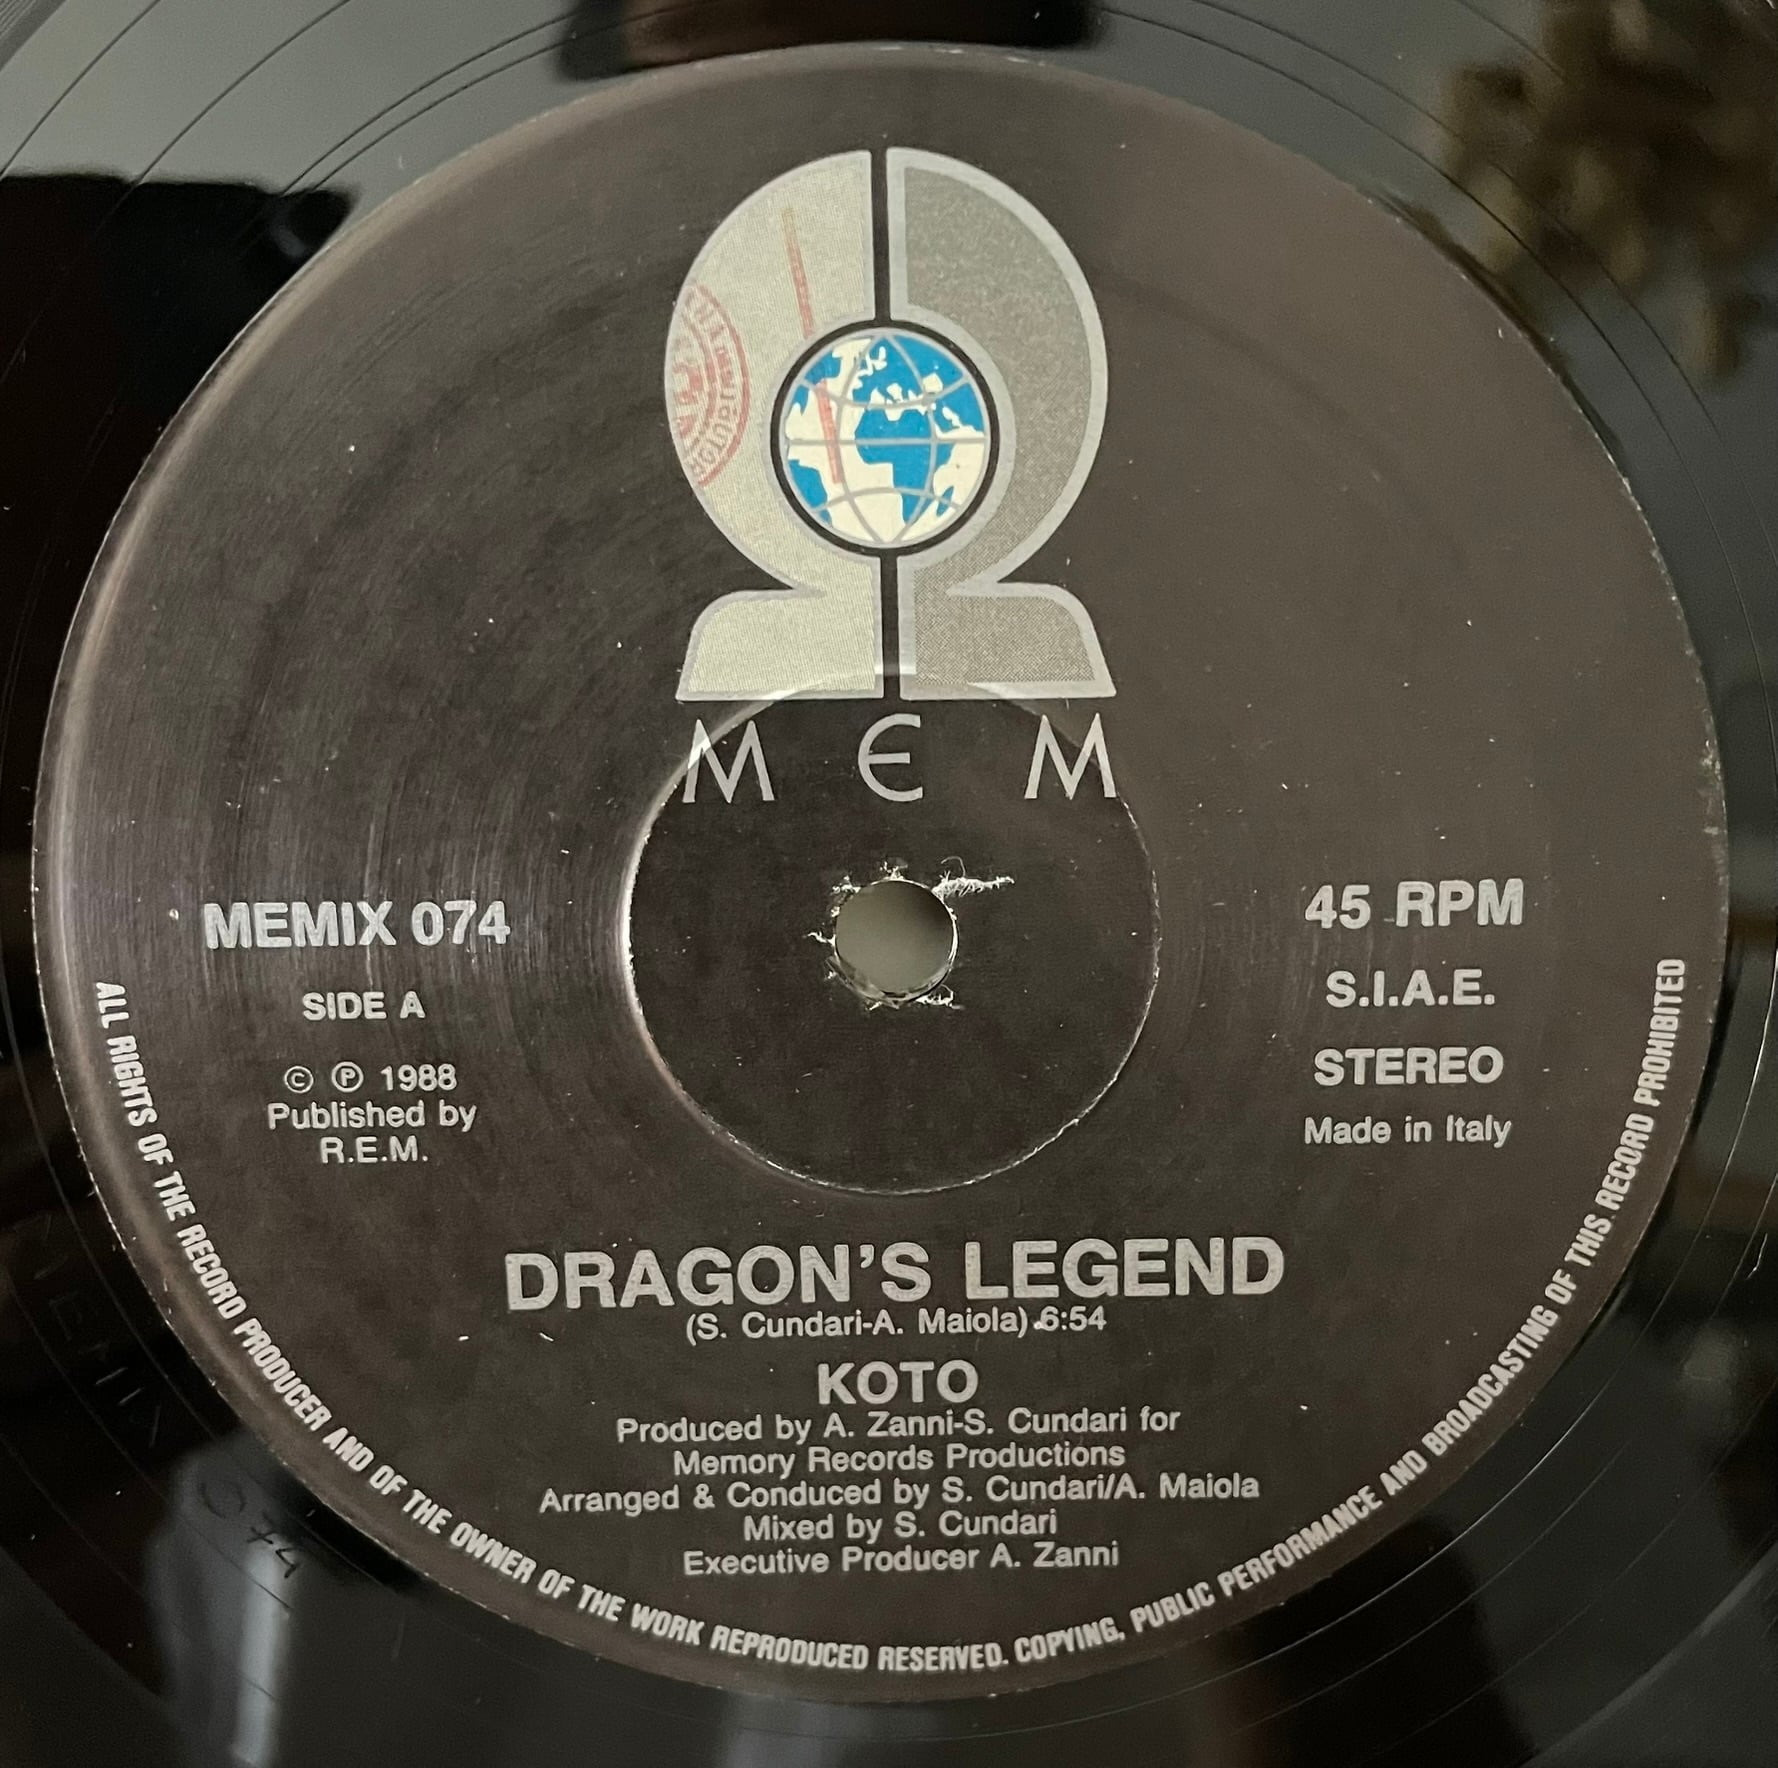 M E M
MEMIX 074
SIDE A
© ℗ 1988
Published by
R.E.M.
45 RPM
S.I.A.E.
STEREO
Made in Italy
DRAGON'S LEGEND
(S. Cundari-A. Maiola) 6:54
KOTO
Produced by A. Zanni-S. Cundari for
Memory Records Productions
Arranged & Conduced by S. Cundari/A. Maiola
Mixed by S. Cundari
Executive Producer A. Zanni
ALL RIGHTS OF THE RECORD PRODUCER AND OF THE OWNER OF THE WORK REPRODUCED RESERVED. COPYING, PUBLIC PERFORMANCE AND BROADCASTING OF THIS RECORD PROHIBITED